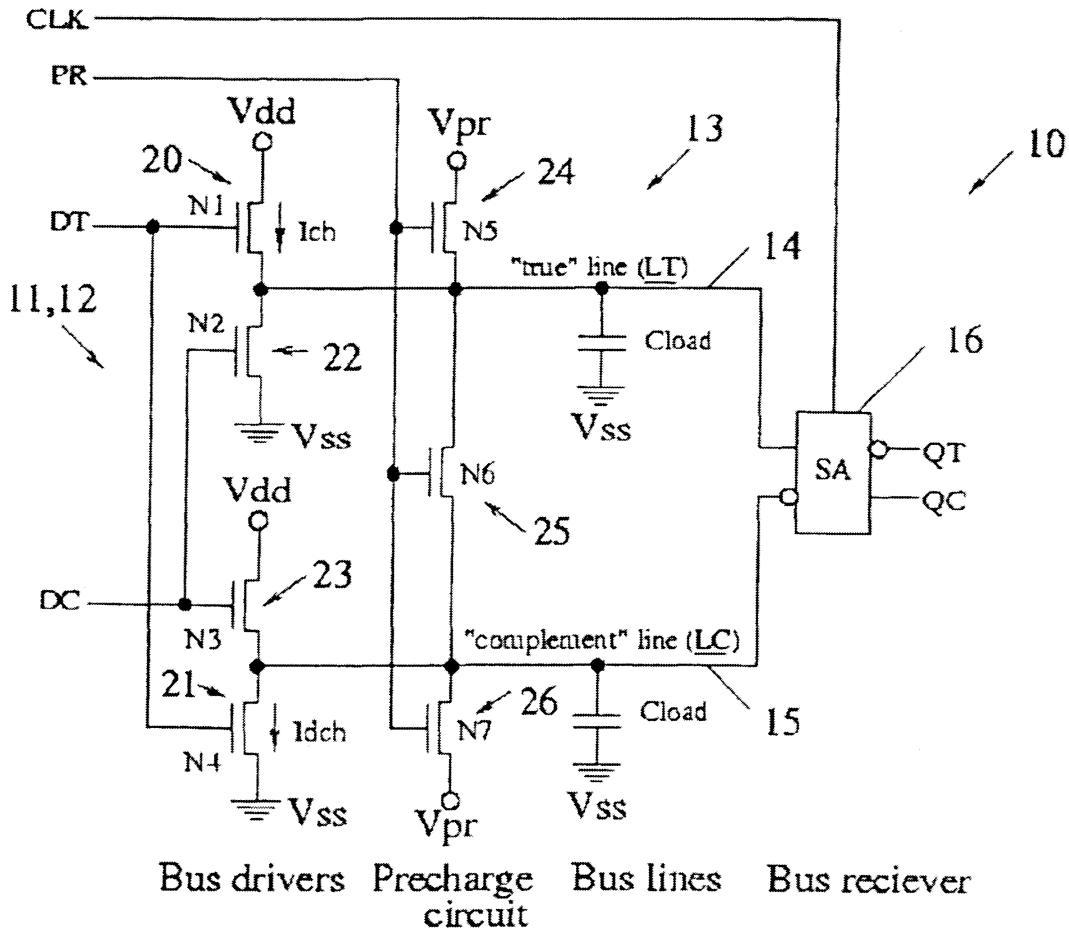 CLK
PR
Vdd
Vpr
13
10
20
24
N1
DT
Ich
N5
"true" line (LT)
14
11,12
N2
22
Cload
16
Vss
Vss
N6
SA
QT
QC
Vdd
25
23
DC
N3
"complement" line (LC)
21
26
N7
Cload
15
Idch
N4
Vss
Vpr
Vss
Bus drivers
Precharge circuit
Bus lines
Bus reciever